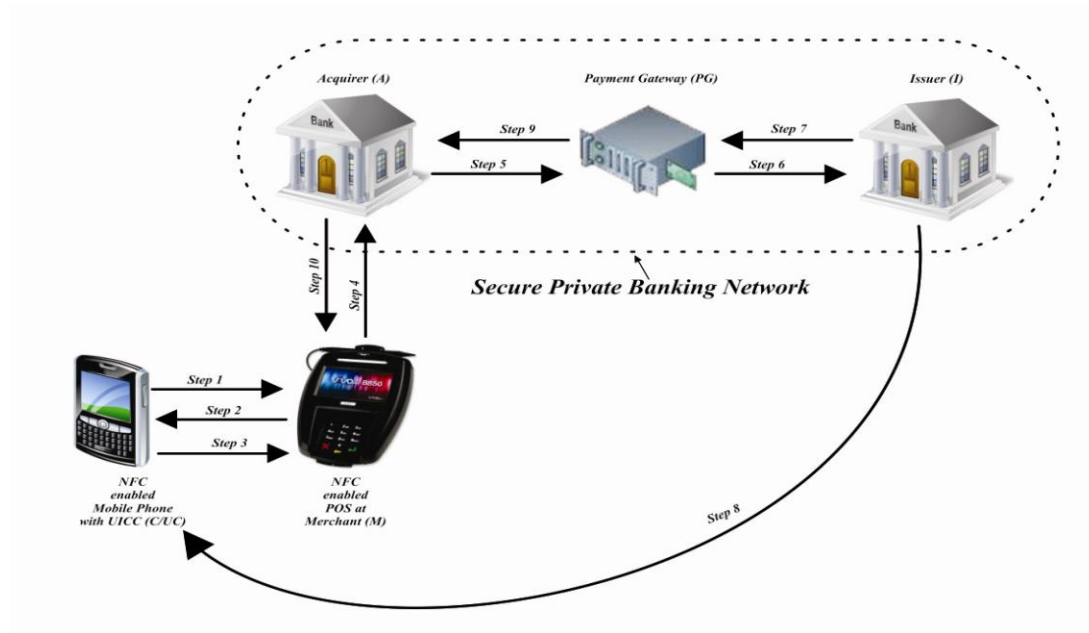 Acquirer (A)
Payment Gateway (PG)
Issuer (I)
Bank
Bank
Step 9
Step 7
Step 5
Step 6
Step 10
Step 4
Secure Private Banking Network
Step 1
Step 2
Step 3
Step 8
NFC
enabled
Mobile Phone
with UICC (C/UC)
NFC
enabled
POS at
Merchant (M)